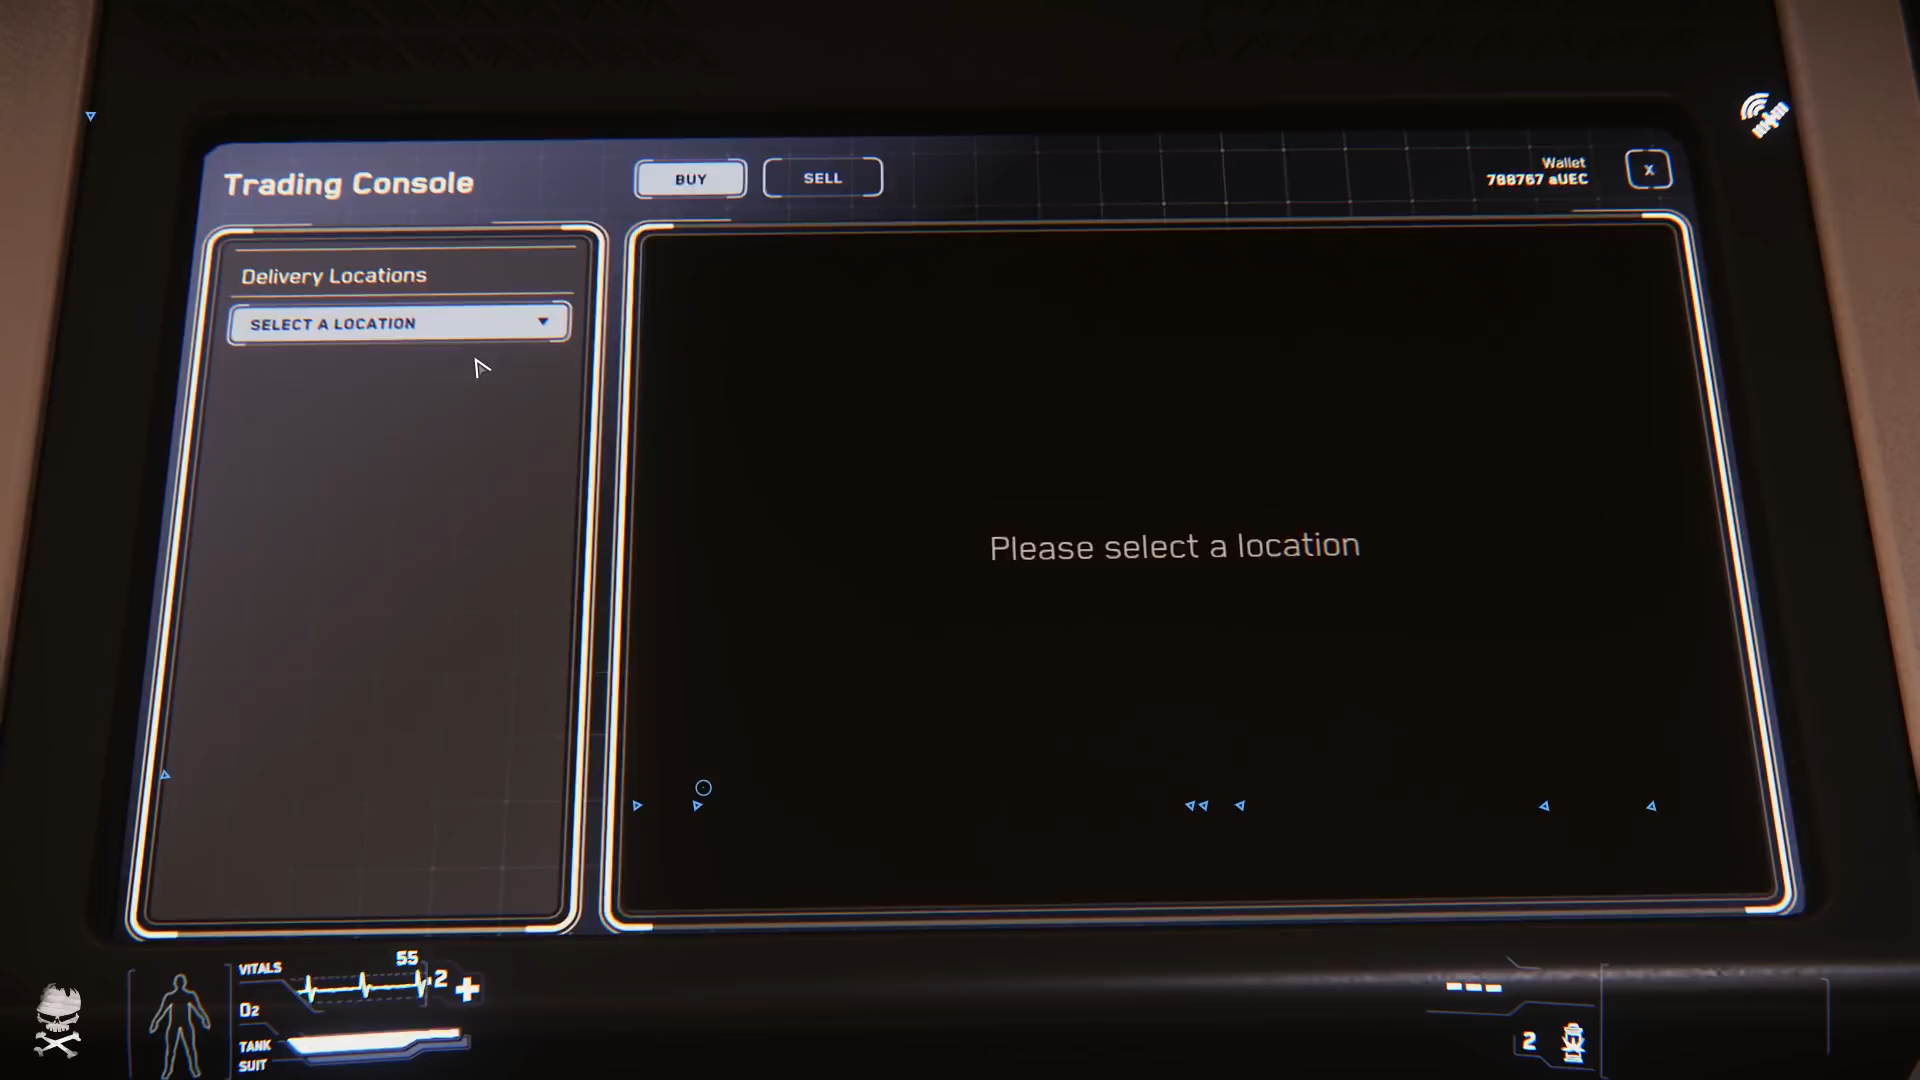 Trading Console
BUY
SELL
Wallet
788767 aUEC
X
Delivery Locations
SELECT A LOCATION
Please select a location
VITALS
55
2
O2
TANK
SUIT
2